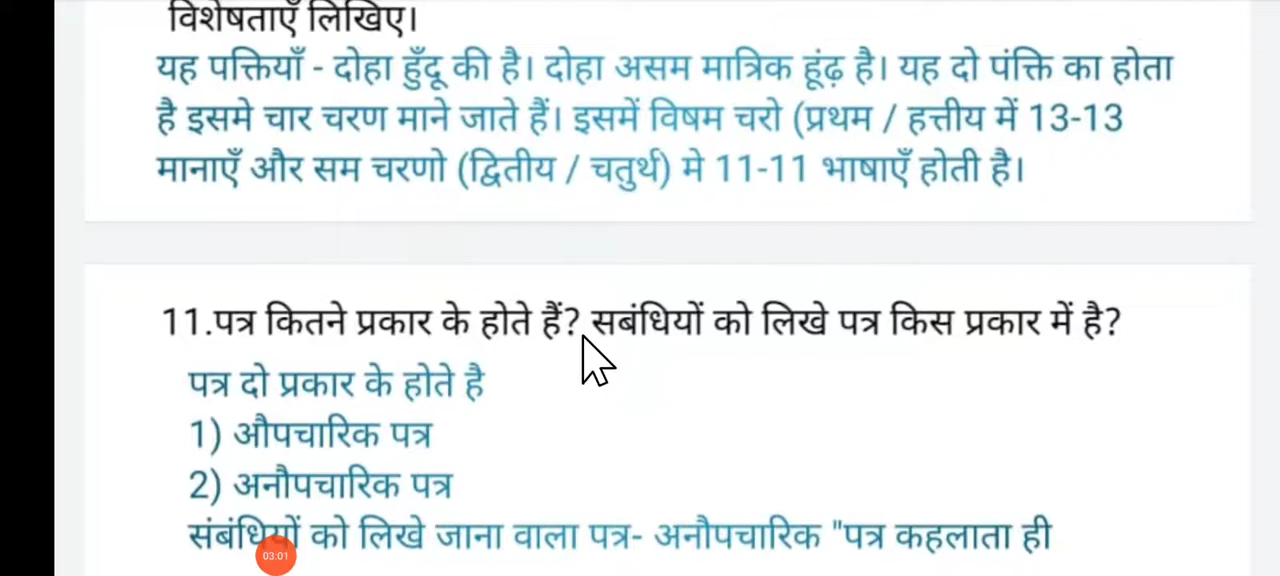 विशेषताएँ लिखिए।
यह पक्तियाँ - दोहा हुँदू की है। दोहा असम मात्रिक हूंढ़ है। यह दो पंक्ति का होता
है इसमे चार चरण माने जाते हैं। इसमें विषम चरो (प्रथम / हत्तीय में 13-13
मानाएँ और सम चरणो (द्वितीय / चतुर्थ) मे 11-11 भाषाएँ होती है।
11.पत्र कितने प्रकार के होते हैं? सबंधियों को लिखे पत्र किस प्रकार में है?
पत्र दो प्रकार के होते है
1) औपचारिक पत्र
2) अनौपचारिक पत्र
संबंधियों को लिखे जाना वाला पत्र- अनौपचारिक "पत्र कहलाता ही
03:01